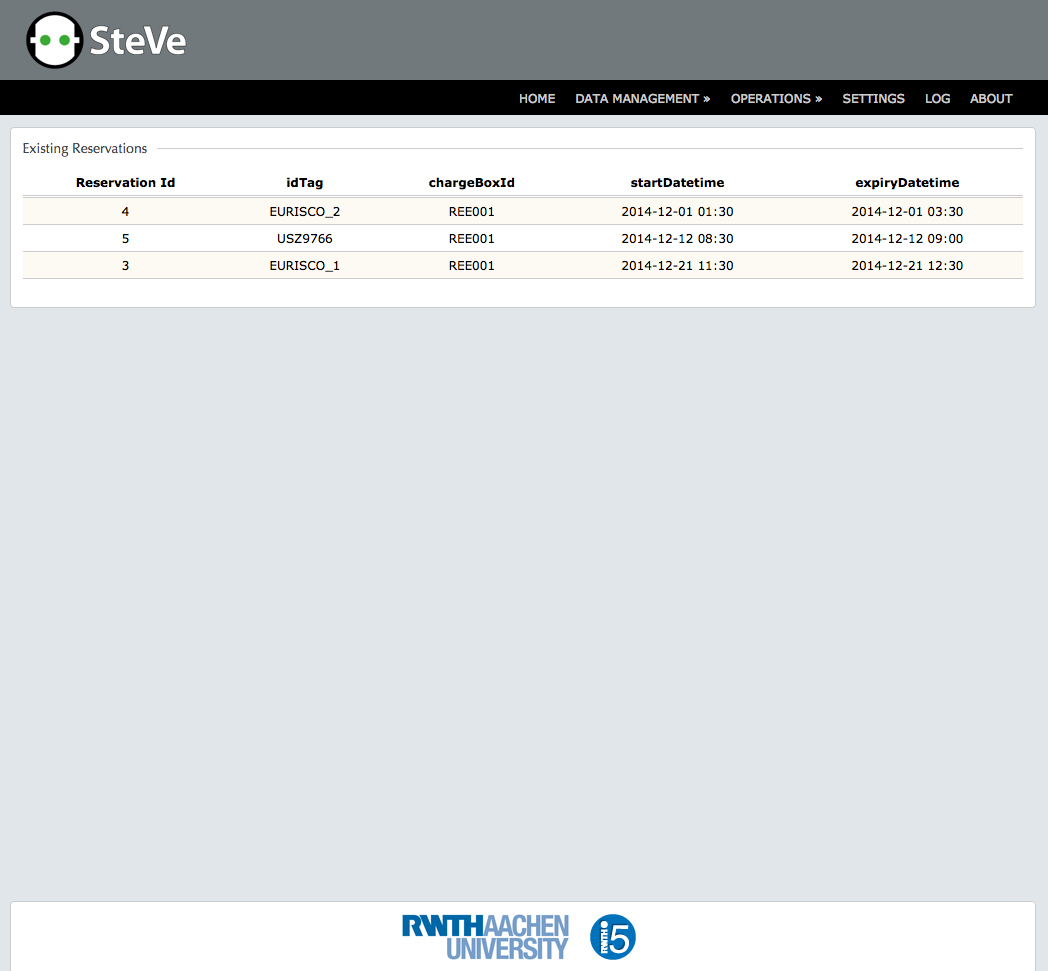 SteVe
HOME DATA MANAGEMENT » OPERATIONS » SETTINGS LOG ABOUT
Existing Reservations
Reservation Id idTag chargeBoxId startDatetime expiryDatetime
4 EURISCO_2 REE001 2014-12-01 01:30 2014-12-01 03:30
5 USZ9766 REE001 2014-12-12 08:30 2014-12-12 09:00
3 EURISCO_1 REE001 2014-12-21 11:30 2014-12-21 12:30
RWTHAACHEN
UNIVERSITY
RWTH i5